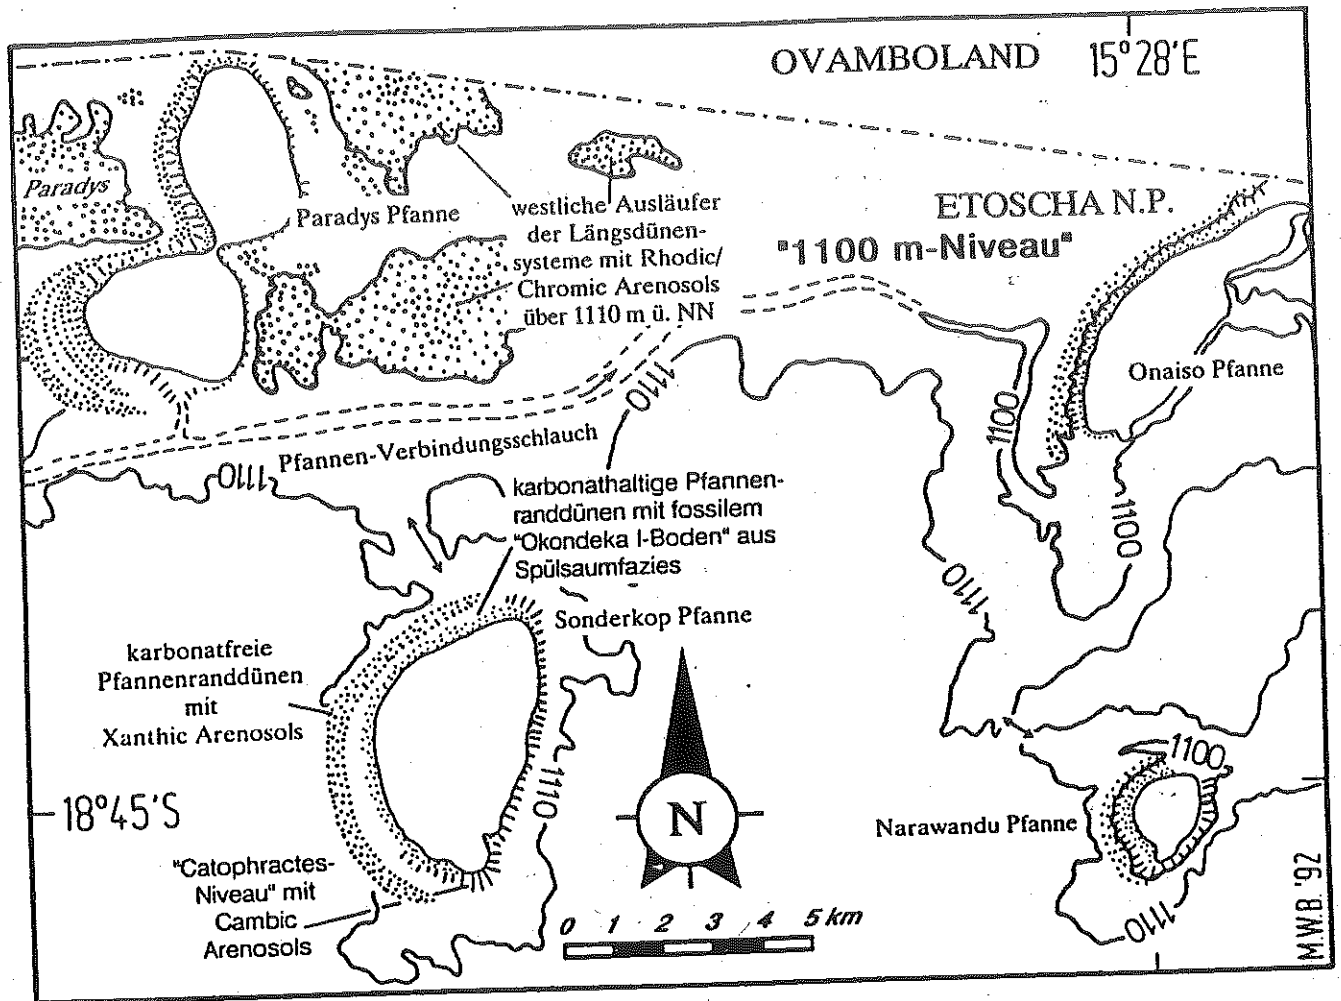 OVAMBOLAND
15°28'E
Paradys
Paradys Pfanne
westliche Ausläufer
der Längsdünen-
systeme mit Rhodic/
Chromic Arenosols
über 1110 m ü. NN
ETOSCHA N.P.
"1100 m-Niveau"
Onaiso Pfanne
1110
1100
Pfannen-Verbindungsschlauch
1110
karbonathaltige Pfannen-
randdünen mit fossilem
"Okondeka I-Boden" aus
Spülsaumfazies
1100
1110
Sonderkop Pfanne
karbonatfreie
Pfannenranddünen
mit
Xanthic Arenosols
1110
1100
18°45'S
N
Narawandu Pfanne
"Catophractes-
Niveau" mit
Cambic
Arenosols
0 1 2 3 4 5 km
1110
M.W.B. '92